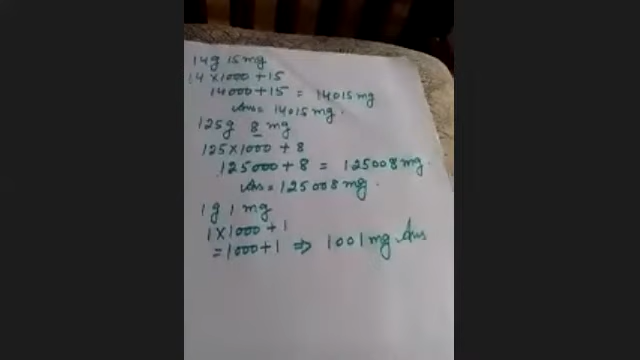 14g 15mg
14 × 1000 + 15
14000 + 15 = 14015 mg
Ans = 14015 mg.
125g 8 mg
125 × 1000 + 8
125000 + 8 = 125008 mg.
Ans = 125008 mg.
1g 1 mg
1 × 1000 + 1
= 1000 + 1 ⇒ 1001 mg Ans